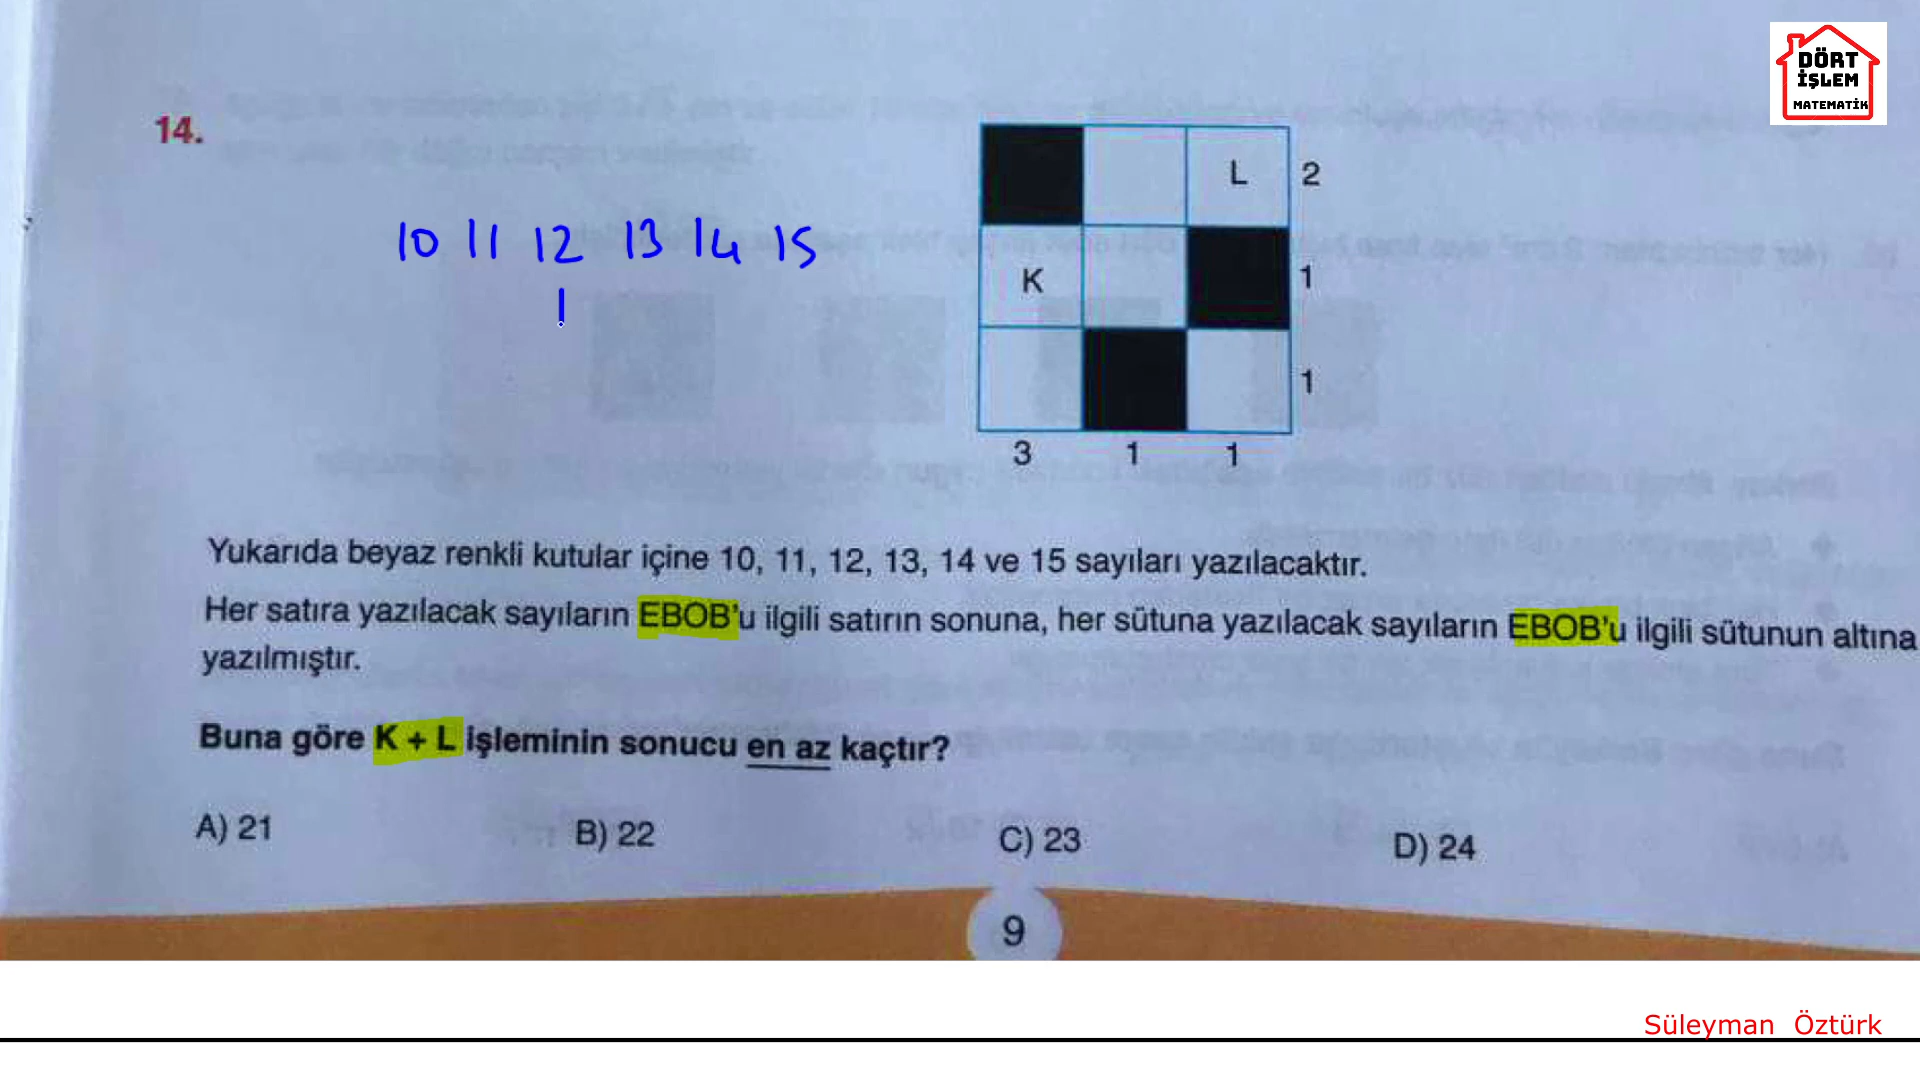 DÖRT
İŞLEM
MATEMATİK
14.
10 11 12 13 14 15
L 2
K 1
1
3 1 1
Yukarıda beyaz renkli kutular içine 10, 11, 12, 13, 14 ve 15 sayıları yazılacaktır.
Her satıra yazılacak sayıların EBOB'u ilgili satırın sonuna, her sütuna yazılacak sayıların EBOB'u ilgili sütunun altına
yazılmıştır.
Buna göre K + L işleminin sonucu en az kaçtır?
A) 21 B) 22 C) 23 D) 24
9
Süleyman Öztürk